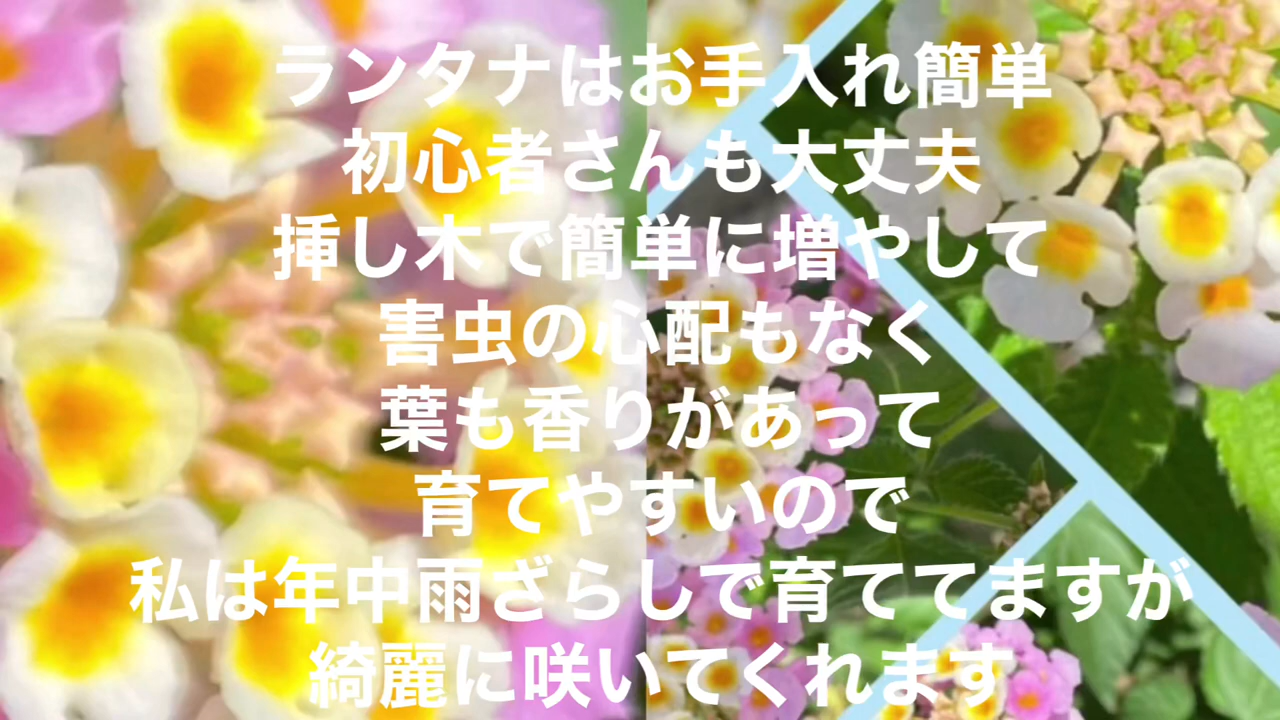 ランタナはお手入れ簡単
初心者さんも大丈夫
挿し木で簡単に増やして
害虫の心配もなく
葉も香りがあって
育てやすいので
私は年中雨ざらしで育ててますが
綺麗に咲いてくれます